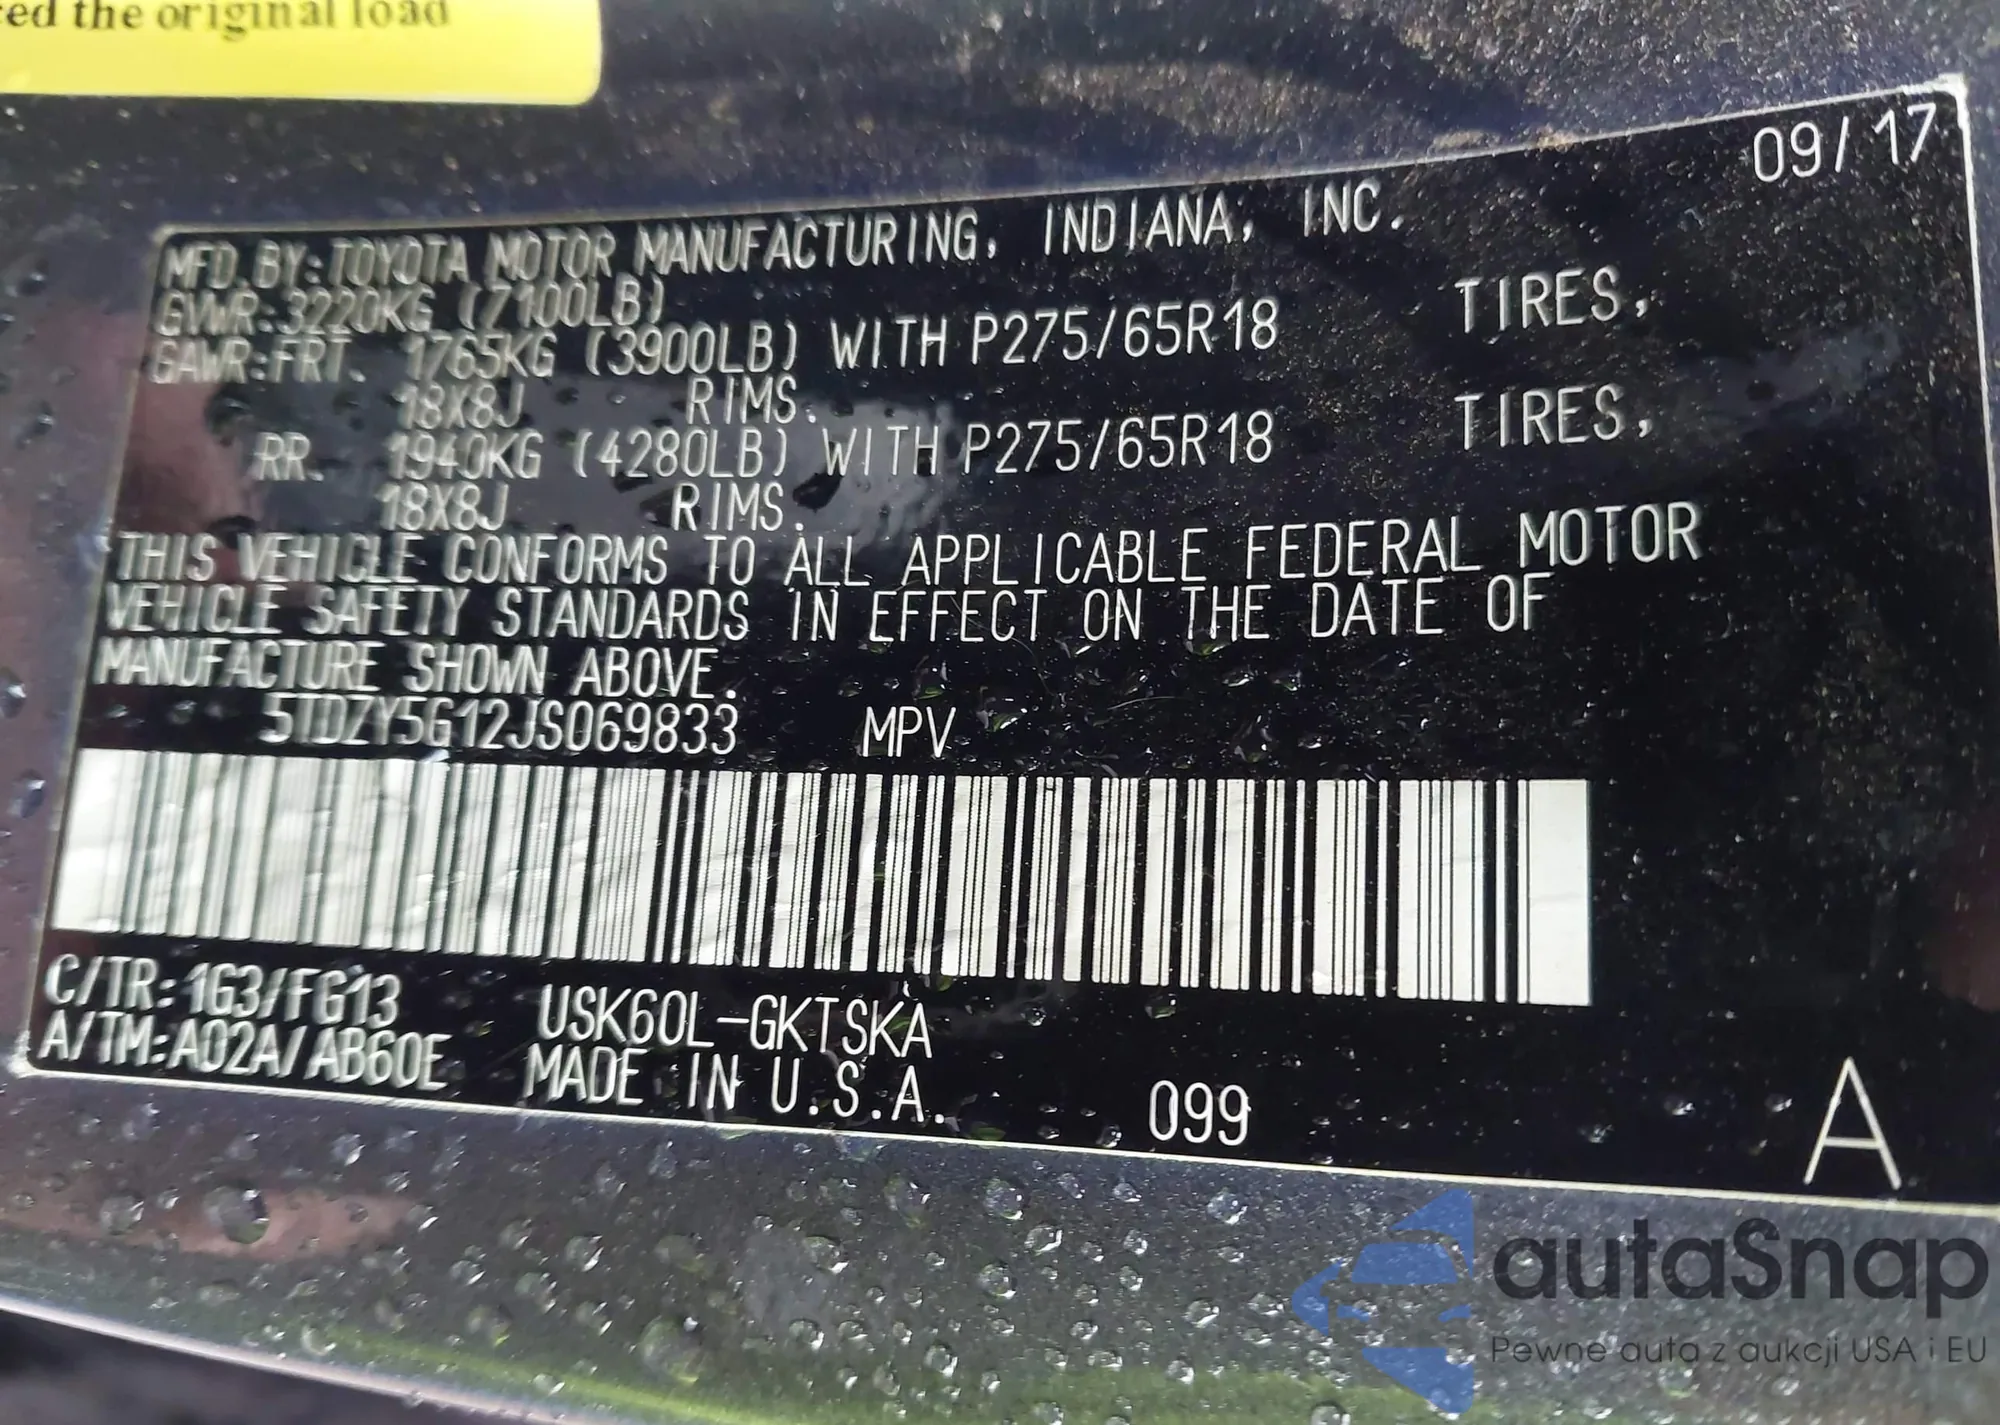 ed the original load
09/17
MFD.BY:TOYOTA MOTOR MANUFACTURING, INDIANA, INC.
GVWR:3220KG (7100LB)
GAWR:FRT. 1765KG (3900LB) WITH P275/65R18 TIRES,
18X8J RIMS.
RR. 1940KG (4280LB) WITH P275/65R18 TIRES,
18X8J RIMS.
THIS VEHICLE CONFORMS TO ALL APPLICABLE FEDERAL MOTOR
VEHICLE SAFETY STANDARDS IN EFFECT ON THE DATE OF
MANUFACTURE SHOWN ABOVE.
5TDZY5G12JS069833 MPV
C/TR:1G3/FG13 USK60L-GKTSKA
A/TM:A02A/AB60E MADE IN U.S.A. 099
A
autaSnap
Pewne auta z aukcji USA i EU